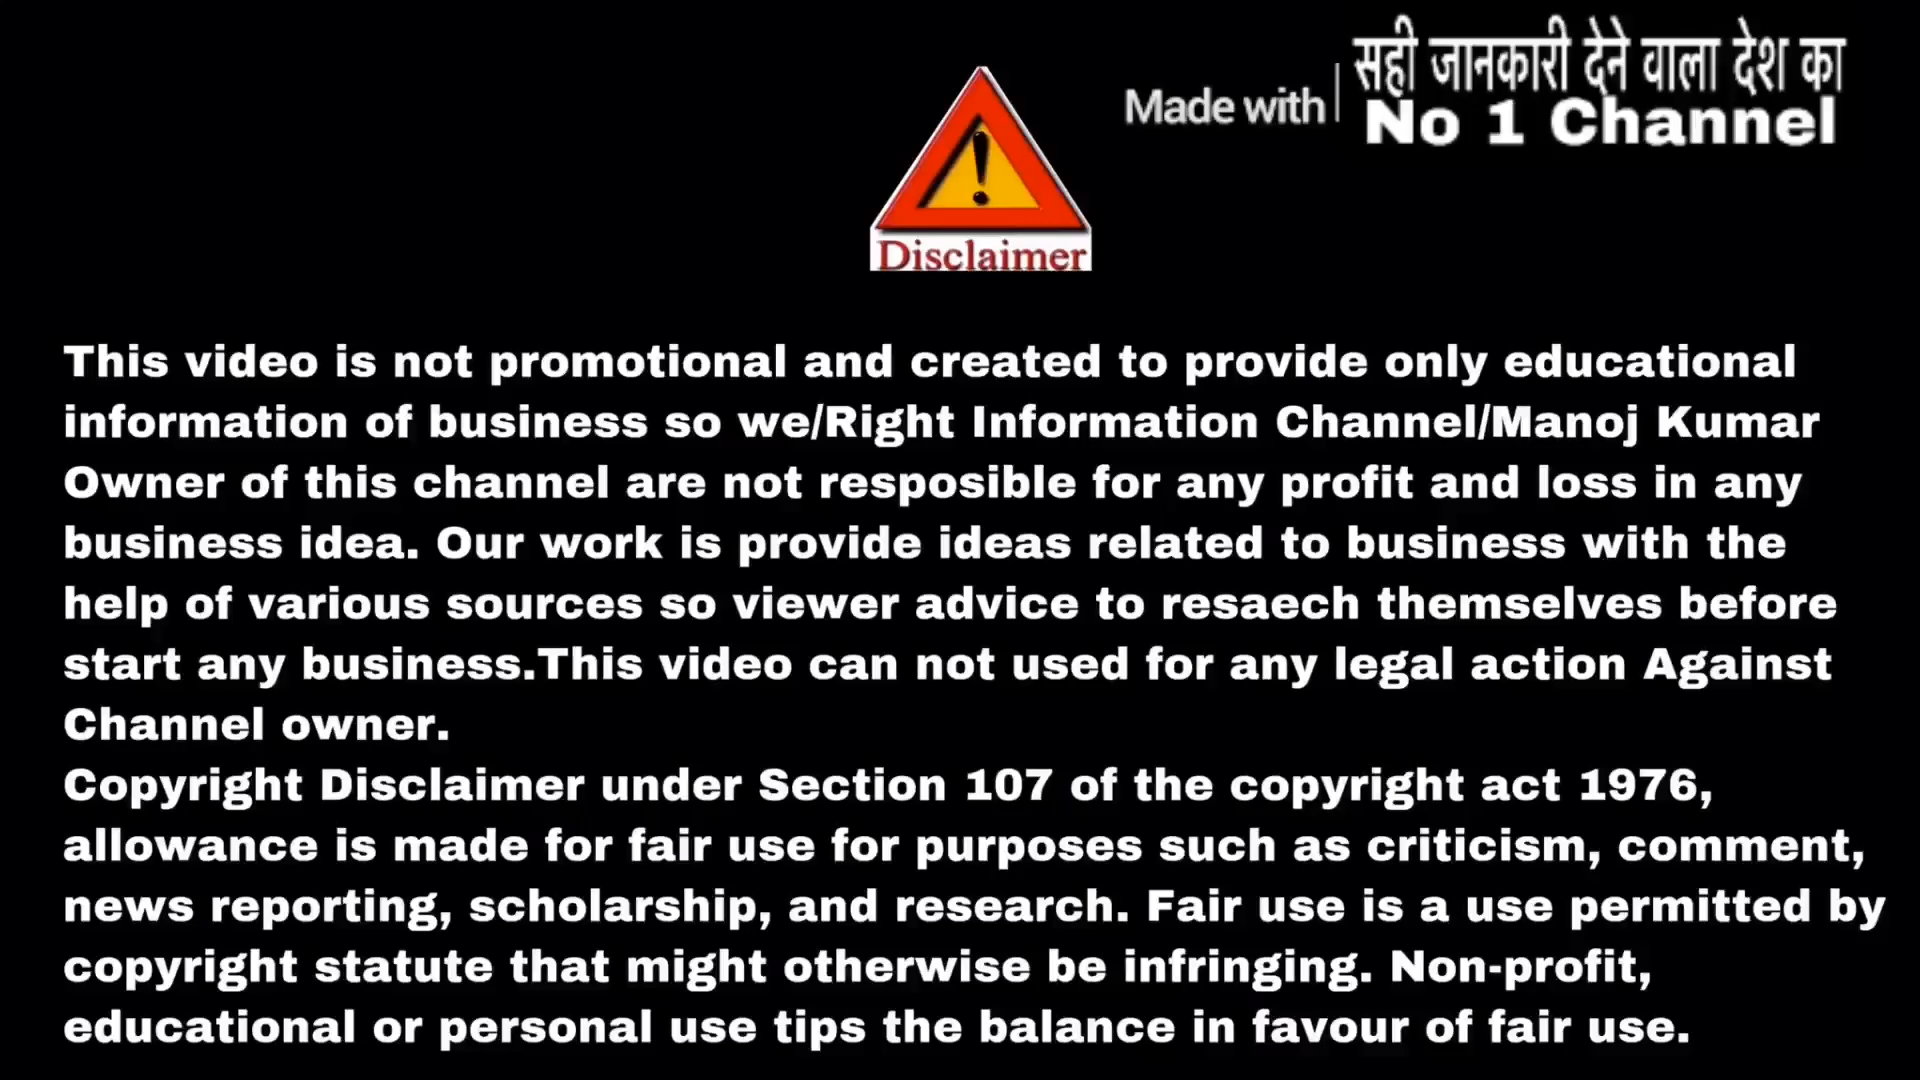 सही जानकारी देने वाला देश का
Made with
No 1 Channel
Disclaimer
This video is not promotional and created to provide only educational
information of business so we/Right Information Channel/Manoj Kumar
Owner of this channel are not resposible for any profit and loss in any
business idea. Our work is provide ideas related to business with the
help of various sources so viewer advice to resaech themselves before
start any business.This video can not used for any legal action Against
Channel owner.
Copyright Disclaimer under Section 107 of the copyright act 1976,
allowance is made for fair use for purposes such as criticism, comment,
news reporting, scholarship, and research. Fair use is a use permitted by
copyright statute that might otherwise be infringing. Non-profit,
educational or personal use tips the balance in favour of fair use.